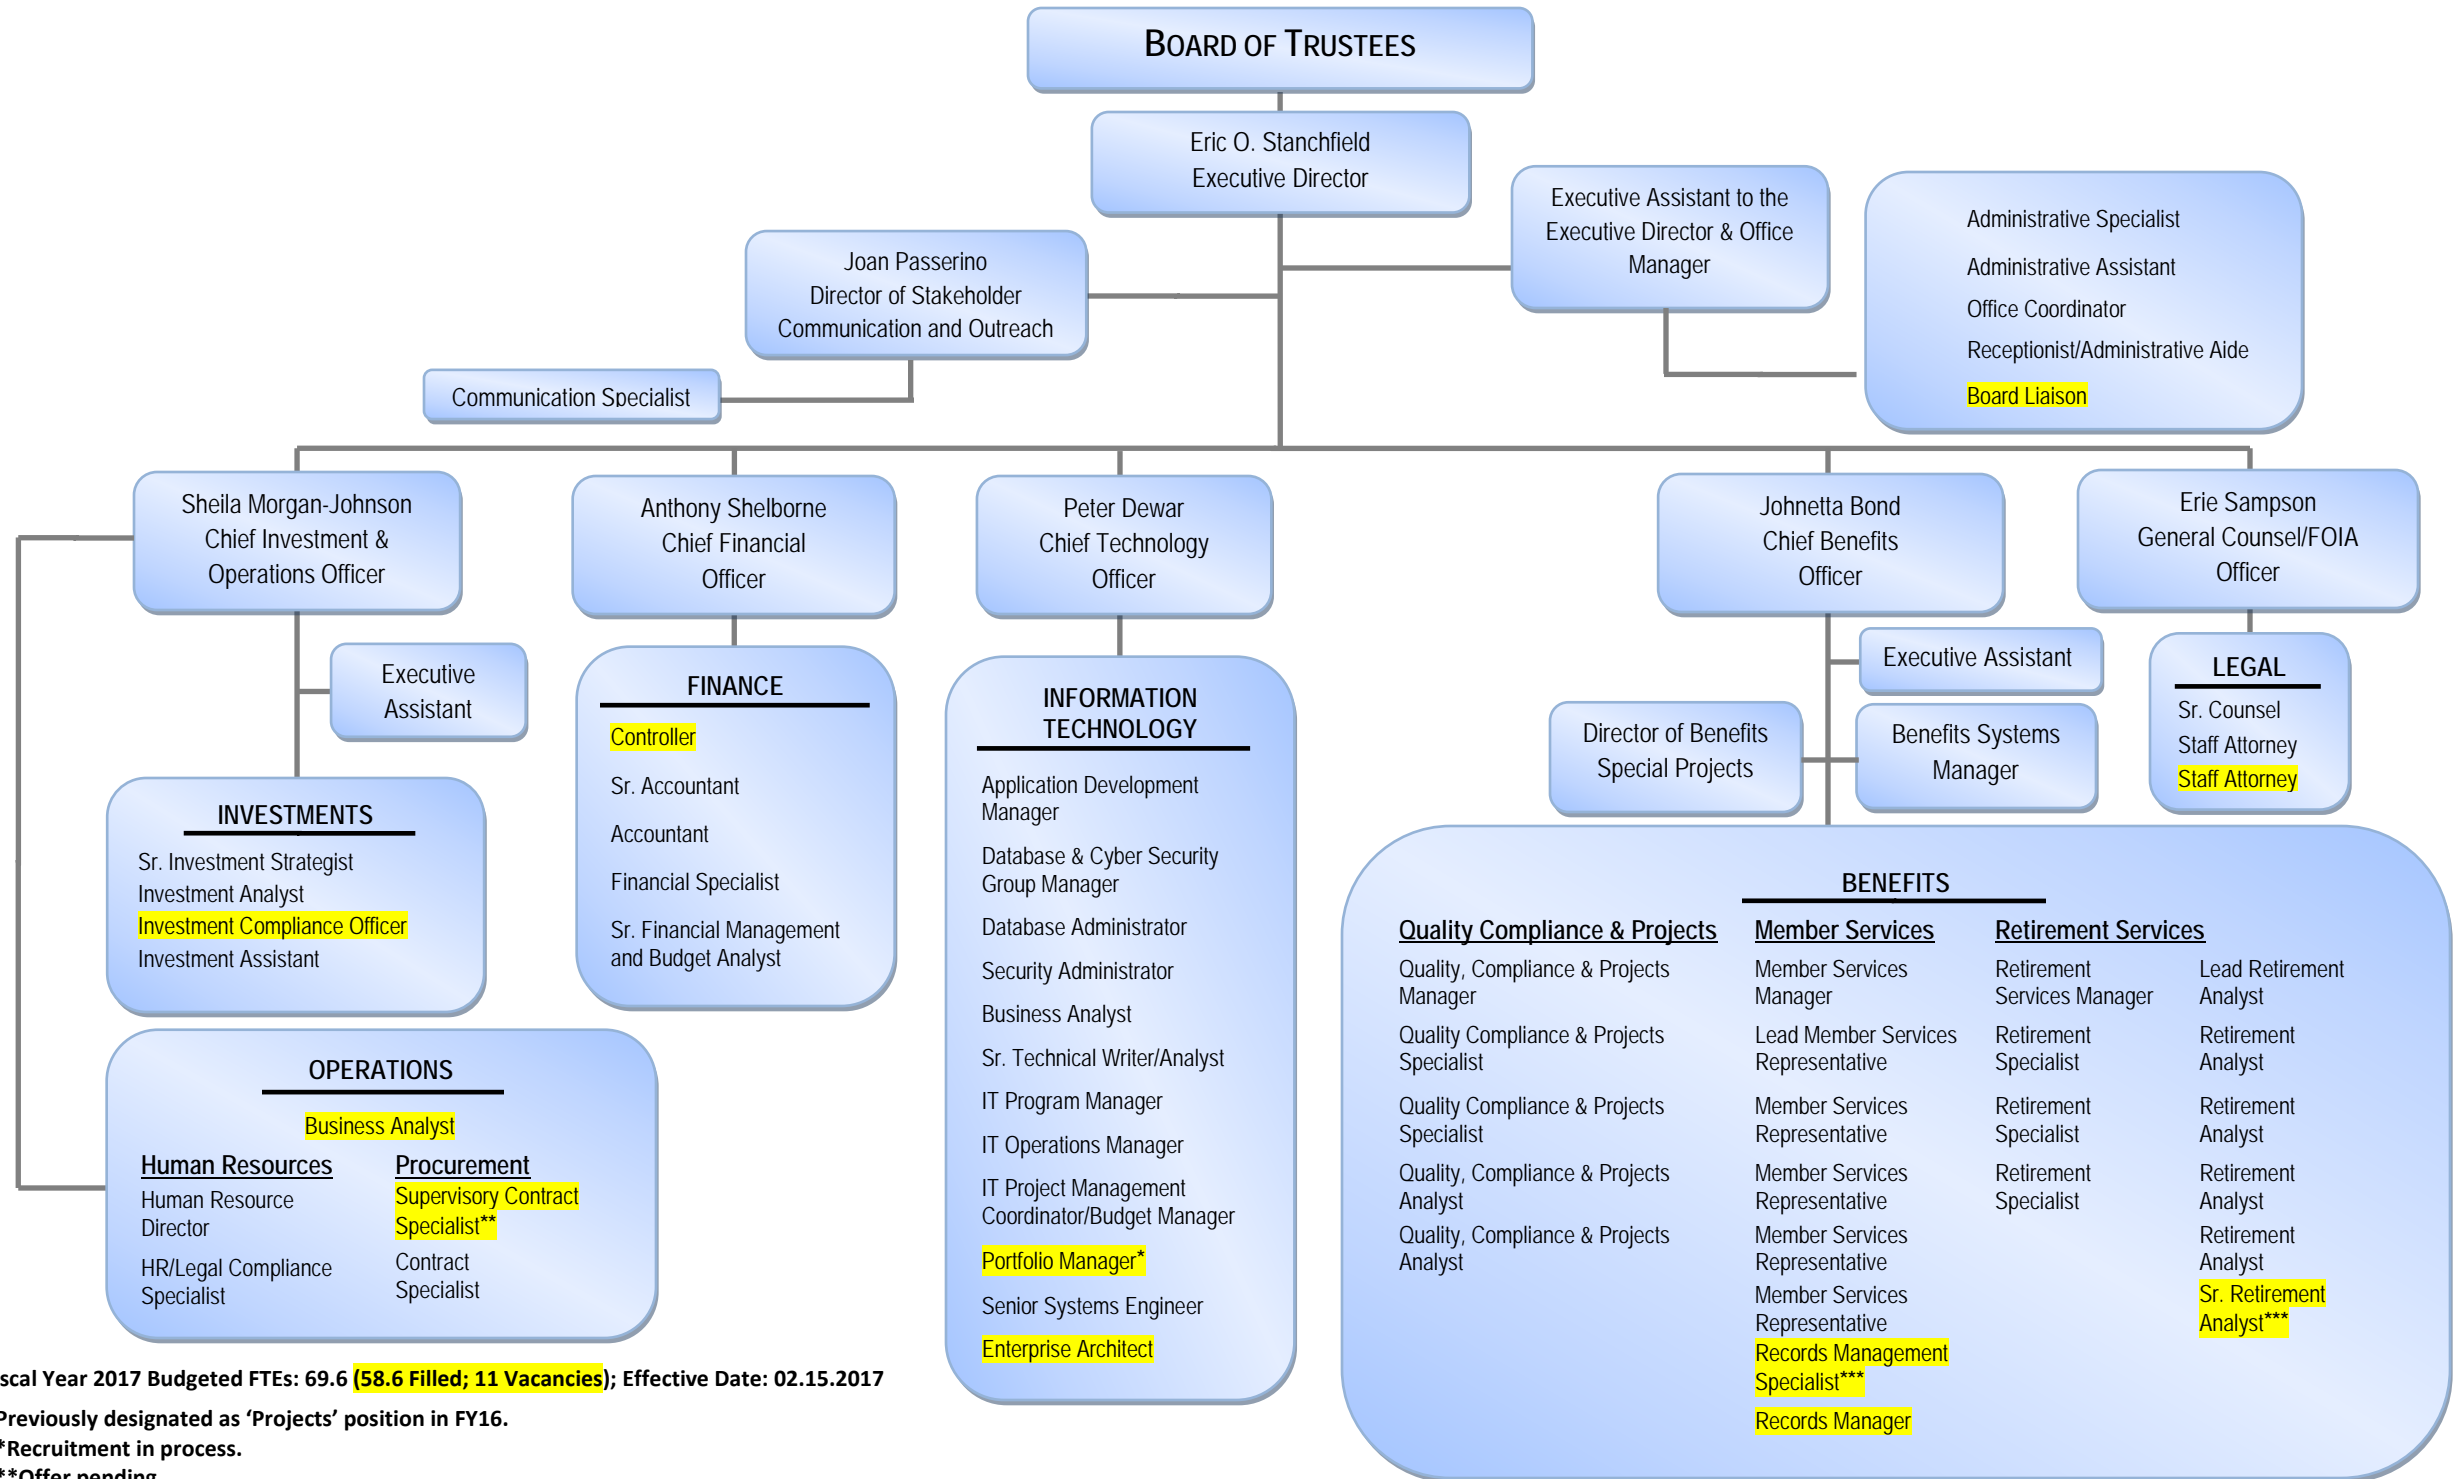 BOARD OF TRUSTEES
Eric O. Stanchfield
Executive Director
Executive Assistant to the
Executive Director & Office
Manager
Administrative Specialist
Administrative Assistant
Office Coordinator
Receptionist/Administrative Aide
Board Liaison
Joan Passerino
Director of Stakeholder
Communication and Outreach
Communication Specialist
Sheila Morgan-Johnson
Chief Investment &
Operations Officer
Anthony Shelborne
Chief Financial
Officer
Peter Dewar
Chief Technology
Officer
Johnetta Bond
Chief Benefits
Officer
Erie Sampson
General Counsel/FOIA
Officer
Executive
Assistant
INVESTMENTS
Sr. Investment Strategist
Investment Analyst
Investment Compliance Officer
Investment Assistant
OPERATIONS
Business Analyst
Human Resources
Human Resource
Director
HR/Legal Compliance
Specialist
Procurement
Supervisory Contract
Specialist**
Contract
Specialist
FINANCE
Controller
Sr. Accountant
Accountant
Financial Specialist
Sr. Financial Management
and Budget Analyst
INFORMATION
TECHNOLOGY
Application Development
Manager
Database & Cyber Security
Group Manager
Database Administrator
Security Administrator
Business Analyst
Sr. Technical Writer/Analyst
IT Program Manager
IT Operations Manager
IT Project Management
Coordinator/Budget Manager
Portfolio Manager*
Senior Systems Engineer
Enterprise Architect
Executive Assistant
Director of Benefits
Special Projects
Benefits Systems
Manager
LEGAL
Sr. Counsel
Staff Attorney
Staff Attorney
BENEFITS
Quality Compliance & Projects
Quality, Compliance & Projects
Manager
Quality Compliance & Projects
Specialist
Quality Compliance & Projects
Specialist
Quality, Compliance & Projects
Analyst
Quality, Compliance & Projects
Analyst
Member Services
Member Services
Manager
Lead Member Services
Representative
Member Services
Representative
Member Services
Representative
Member Services
Representative
Member Services
Representative
Records Management
Specialist***
Records Manager
Retirement Services
Retirement
Services Manager
Retirement
Specialist
Retirement
Specialist
Retirement
Specialist
Lead Retirement
Analyst
Retirement
Analyst
Retirement
Analyst
Retirement
Analyst
Retirement
Analyst
Sr. Retirement
Analyst***
iscal Year 2017 Budgeted FTEs: 69.6 (58.6 Filled; 11 Vacancies); Effective Date: 02.15.2017
Previously designated as ‘Projects’ position in FY16.
*Recruitment in process.
**Offer pending